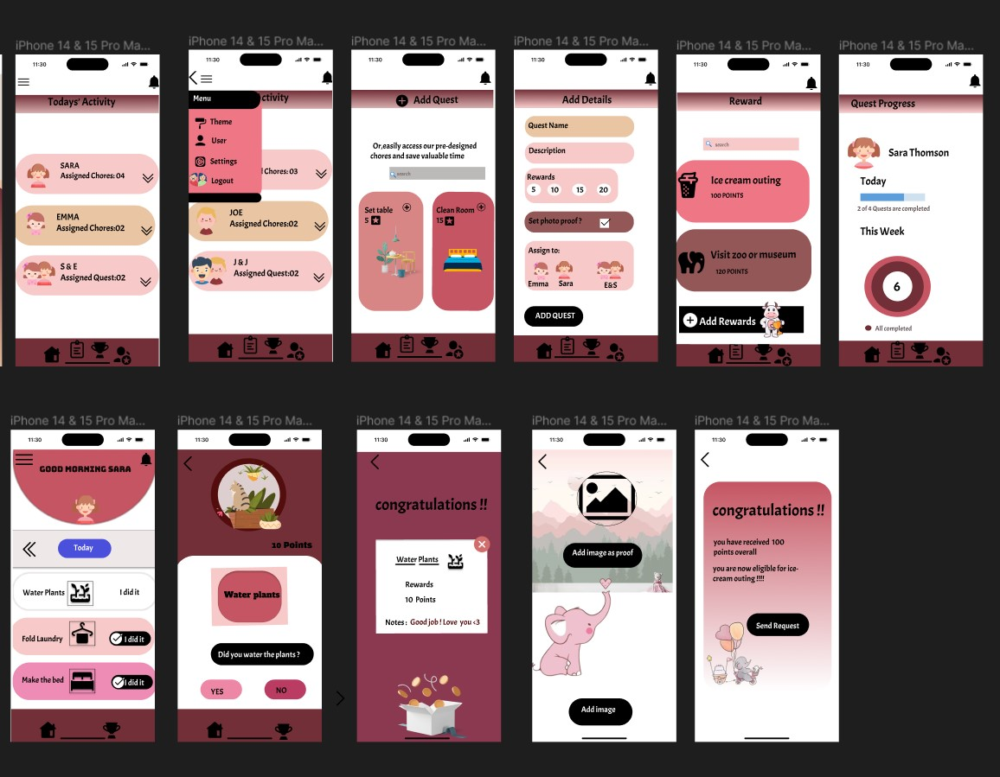 iPhone 14 & 15 Pro Ma...
11:30
Todays' Activity
SARA
Assigned Chores: 04
EMMA
Assigned Chores:02
S & E
Assigned Quest:02
iPhone 14 & 15 Pro Ma...
11:30
Menu
ctivity
Theme
User
Settings
Logout
l Chores: 03
JOE
Assigned Chores:02
J & J
Assigned Quest:02
iPhone 14 & 15 Pro Ma...
11:30
Add Quest
Or,easily access our pre-designed
chores and save valuable time
search
Set table
5
Clean Room
15
iPhone 14 & 15 Pro Ma...
11:30
Add Details
Quest Name
Description
Rewards
5 10 15 20
Set photo proof ?
Assign to:
Emma Sara E&S
ADD QUEST
iPhone 14 & 15 Pro Ma...
11:30
Reward
search
Ice cream outing
100 POINTS
Visit zoo or museum
120 POINTS
Add Rewards
iPhone 14 & 15 Pro Ma...
11:30
Quest Progress
Sara Thomson
Today
2 of 4 Quests are completed
This Week
6
All completed
iPhone 14 & 15 Pro Ma...
11:30
GOOD MORNING SARA
Today
Water Plants
I did it
Fold Laundry
I did it
Make the bed
I did it
iPhone 14 & 15 Pro Ma...
11:30
10 Points
Water plants
Did you water the plants ?
YES
NO
iPhone 14 & 15 Pro Ma...
11:30
congratulations !!
Water Plants
Rewards
10 Points
Notes : Good job ! Love you <3
iPhone 14 & 15 Pro Ma...
11:30
Add image as proof
Add image
iPhone 14 & 15 Pro Ma...
11:30
congratulations !!
you have received 100
points overall
you are now eligible for ice-
cream outing !!!!
Send Request